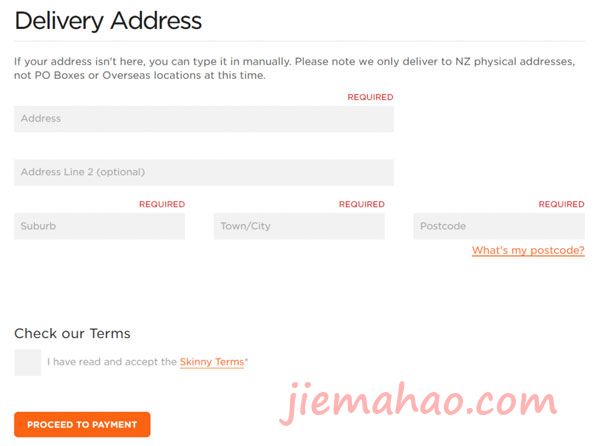 Delivery Address
If your address isn't here, you can type it in manually. Please note we only deliver to NZ physical addresses,
not PO Boxes or Overseas locations at this time.
REQUIRED
Address
Address Line 2 (optional)
REQUIRED REQUIRED REQUIRED
Suburb Town/City Postcode
What's my postcode?
Check our Terms
I have read and accept the Skinny Terms*
jiemahao.com
PROCEED TO PAYMENT